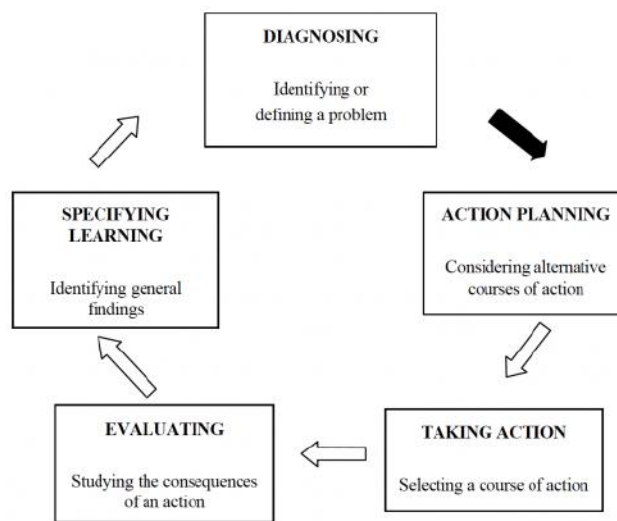 DIAGNOSING
Identifying or
defining a problem
ACTION PLANNING
Considering alternative
courses of action
TAKING ACTION
Selecting a course of action
EVALUATING
Studying the consequences
of an action
SPECIFYING
LEARNING
Identifying general
findings